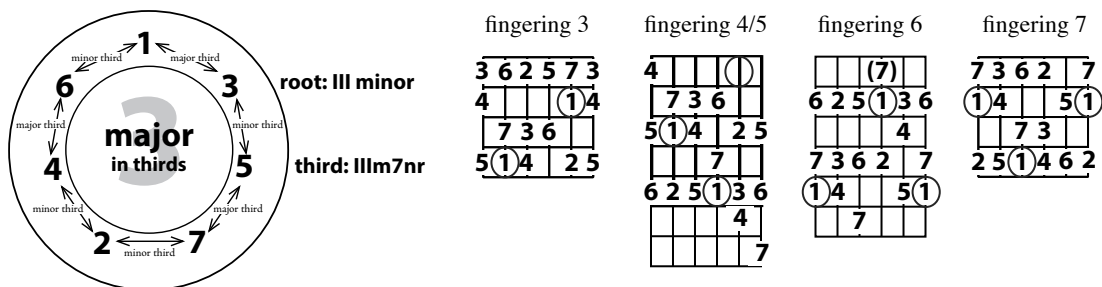 fingering 3 fingering 4/5 fingering 6 fingering 7
1
minor third major third
6 3
root: III minor
major third minor third
3
major
in thirds
4 5
third: IIIm7nr
minor third major third
2 7
minor third
3 6 2 5 7 3
4 1 4
7 3 6
5 1 4 2 5
4
7 3 6
5 1 4 2 5
7
6 2 5 1 3 6
4
7
(7)
6 2 5 1 3 6
4
7 3 6 2 7
1 4 5 1
7
7 3 6 2 7
1 4 5 1
7 3
2 5 1 4 6 2